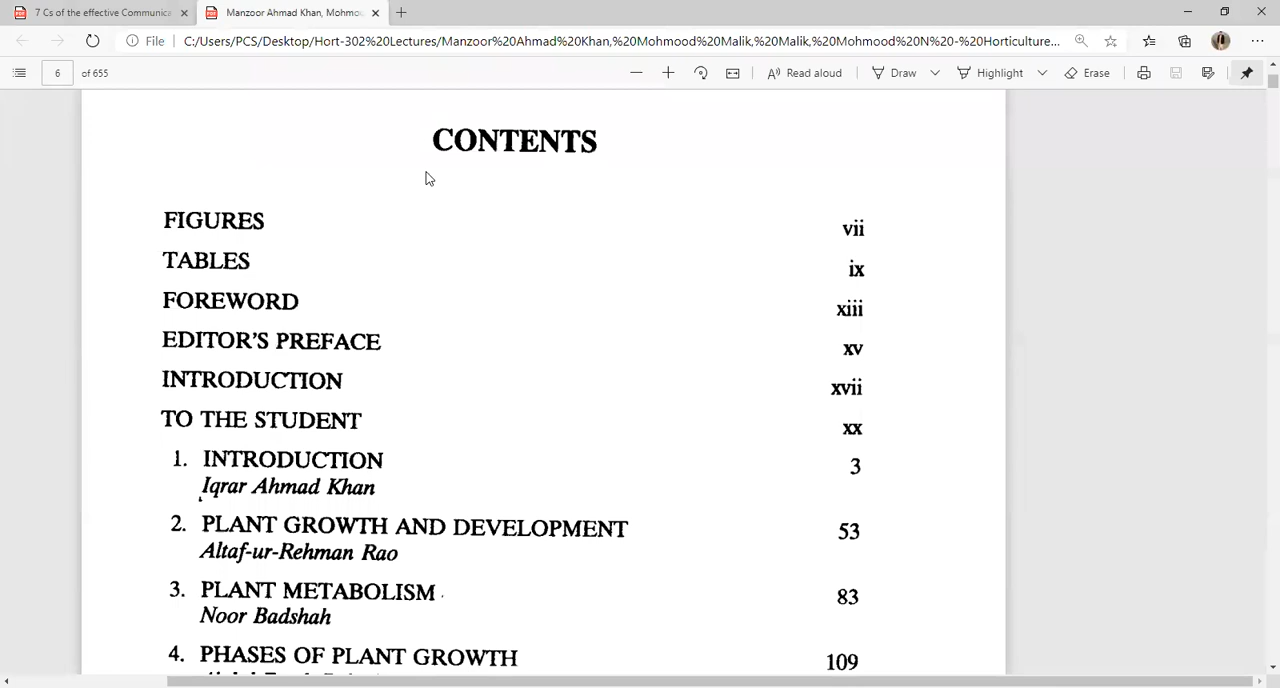 7 Cs of the effective Communica
Manzoor Ahmad Khan, Mohmo
File
C:/Users/PCS/Desktop/Hort-302%20Lectures/Manzoor%20Ahmad%20Khan,%20Mohmood%20Malik,%20Malik,%20Mohmood%20N%20-%20Horticulture...
6 of 655
Read aloud
Draw
Highlight
Erase
CONTENTS
FIGURES vii
TABLES ix
FOREWORD xiii
EDITOR'S PREFACE xv
INTRODUCTION xvii
TO THE STUDENT xx
1. INTRODUCTION 3
Iqrar Ahmad Khan
2. PLANT GROWTH AND DEVELOPMENT 53
Altaf-ur-Rehman Rao
3. PLANT METABOLISM 83
Noor Badshah
4. PHASES OF PLANT GROWTH 109